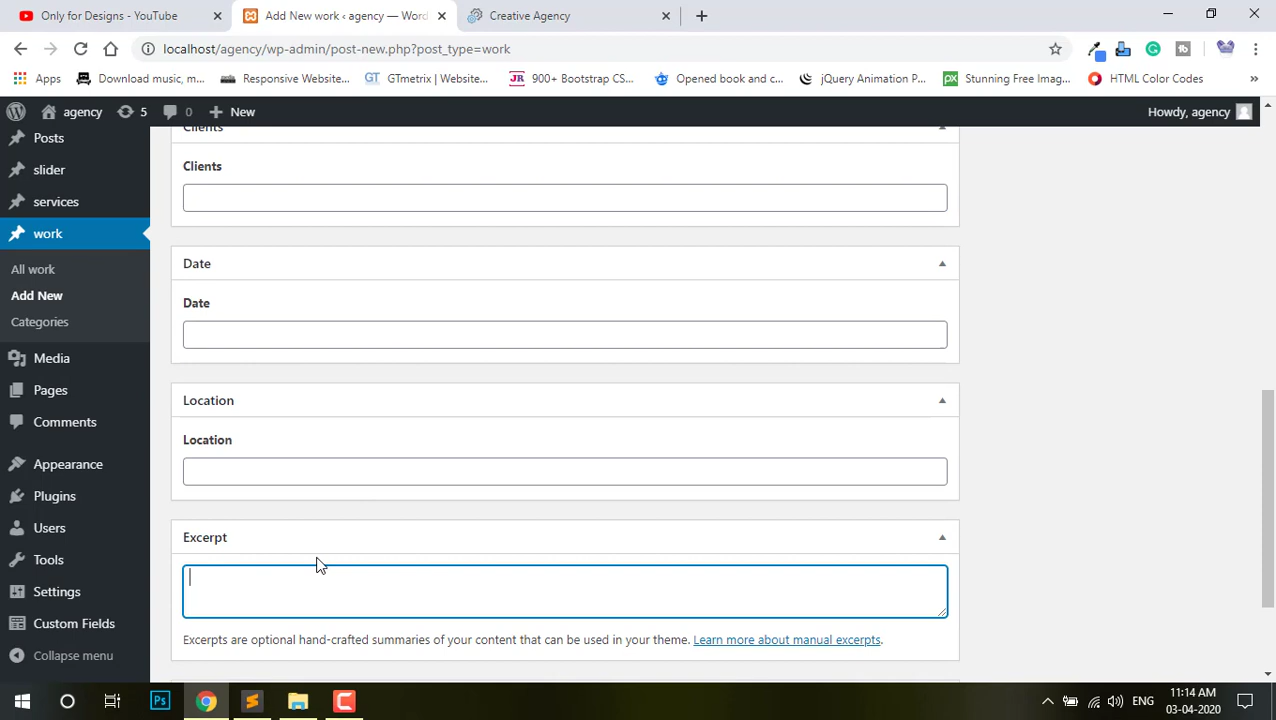 Only for Designs - YouTube
Add New work ‹ agency — Word
Creative Agency
localhost/agency/wp-admin/post-new.php?post_type=work
Apps
Download music, m...
Responsive Website...
GT
GTmetrix | Website...
JR
900+ Bootstrap CS...
Opened book and c...
jQuery Animation P...
px
Stunning Free Imag...
HTML Color Codes
»
agency
5
0
New
Howdy, agency
Posts
slider
services
work
All work
Add New
Categories
Media
Pages
Comments
Appearance
Plugins
Users
Tools
Settings
Custom Fields
Collapse menu
Clients
Clients
Date
Date
Location
Location
Excerpt
Excerpts are optional hand-crafted summaries of your content that can be used in your theme. Learn more about manual excerpts.
Ps
ENG
11:14 AM
03-04-2020